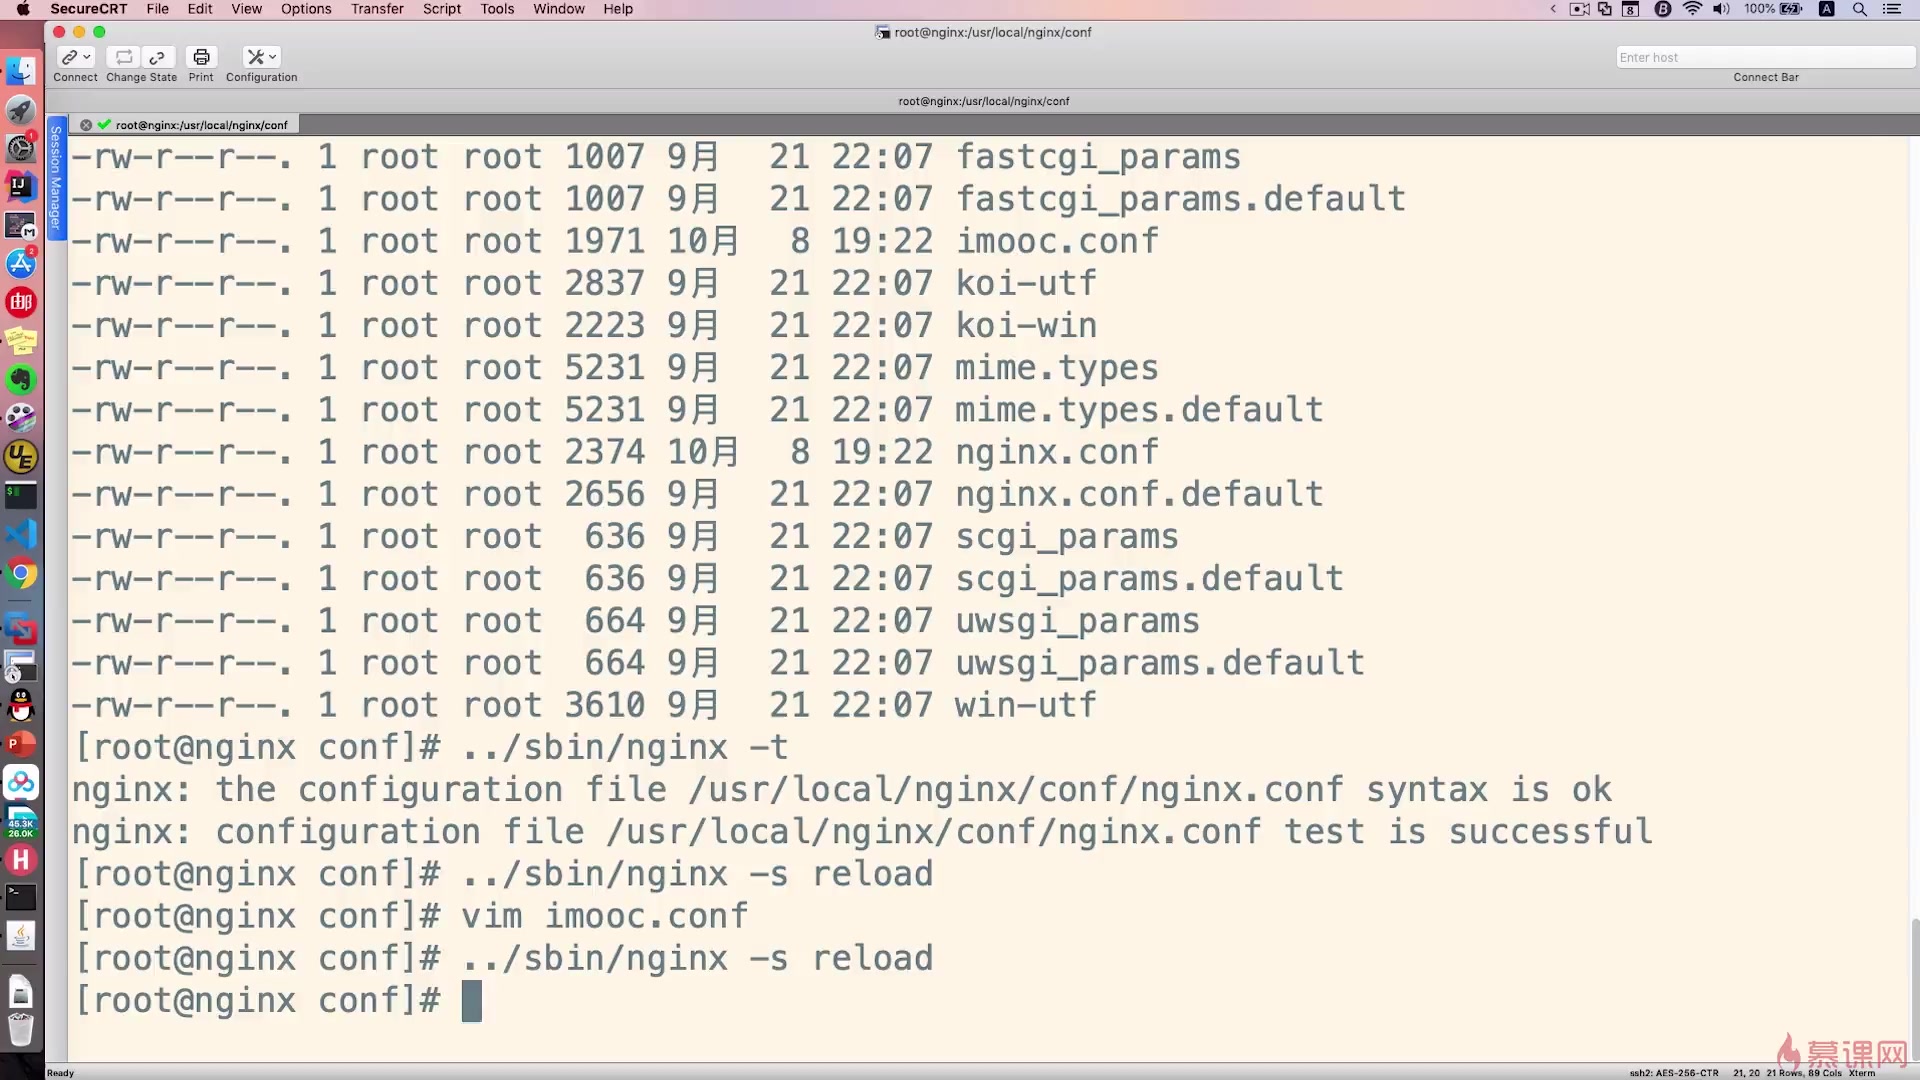 SecureCRT File Edit View Options Transfer Script Tools Window Help 8 100% A
root@nginx:/usr/local/nginx/conf
Connect Change State Print Configuration
Enter host
Connect Bar
root@nginx:/usr/local/nginx/conf
root@nginx:/usr/local/nginx/conf
Session Manager
-rw-r--r--. 1 root root 1007 9月 21 22:07 fastcgi_params
-rw-r--r--. 1 root root 1007 9月 21 22:07 fastcgi_params.default
-rw-r--r--. 1 root root 1971 10月 8 19:22 imooc.conf
-rw-r--r--. 1 root root 2837 9月 21 22:07 koi-utf
-rw-r--r--. 1 root root 2223 9月 21 22:07 koi-win
-rw-r--r--. 1 root root 5231 9月 21 22:07 mime.types
-rw-r--r--. 1 root root 5231 9月 21 22:07 mime.types.default
-rw-r--r--. 1 root root 2374 10月 8 19:22 nginx.conf
-rw-r--r--. 1 root root 2656 9月 21 22:07 nginx.conf.default
-rw-r--r--. 1 root root 636 9月 21 22:07 scgi_params
-rw-r--r--. 1 root root 636 9月 21 22:07 scgi_params.default
-rw-r--r--. 1 root root 664 9月 21 22:07 uwsgi_params
-rw-r--r--. 1 root root 664 9月 21 22:07 uwsgi_params.default
-rw-r--r--. 1 root root 3610 9月 21 22:07 win-utf
[root@nginx conf]# ../sbin/nginx -t
nginx: the configuration file /usr/local/nginx/conf/nginx.conf syntax is ok
nginx: configuration file /usr/local/nginx/conf/nginx.conf test is successful
[root@nginx conf]# ../sbin/nginx -s reload
[root@nginx conf]# vim imooc.conf
[root@nginx conf]# ../sbin/nginx -s reload
[root@nginx conf]#
慕课网
Ready
ssh2: AES-256-CTR 21, 20 21 Rows, 89 Cols Xterm
IJ
邮
UE
P
45.3K
26.0K
H